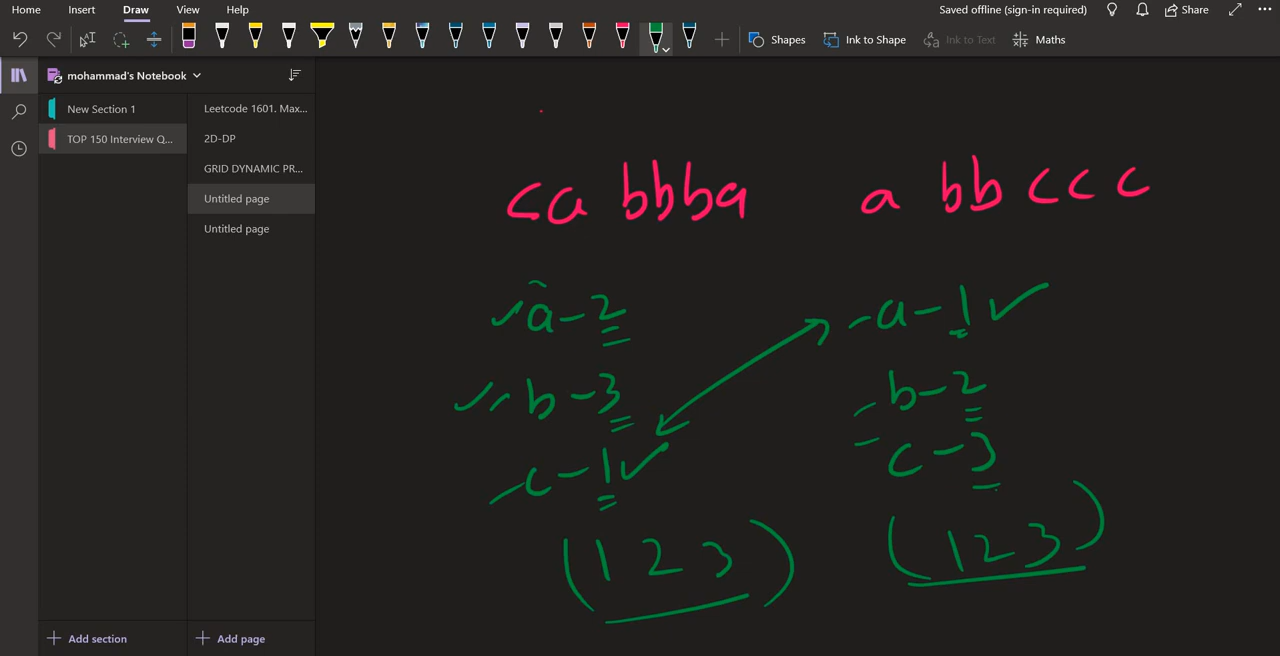 Home Insert Draw View Help Saved offline (sign-in required) Share
Shapes Ink to Shape Ink to Text Maths
mohammad's Notebook
New Section 1
TOP 150 Interview Q...
Leetcode 1601. Max...
2D-DP
GRID DYNAMIC PR...
Untitled page
Untitled page
Add section
Add page
ca bbba a bb ccc
a - 2 a - 1
b - 3 b - 2
c - 1 c - 3
(1 2 3) (1 2 3)